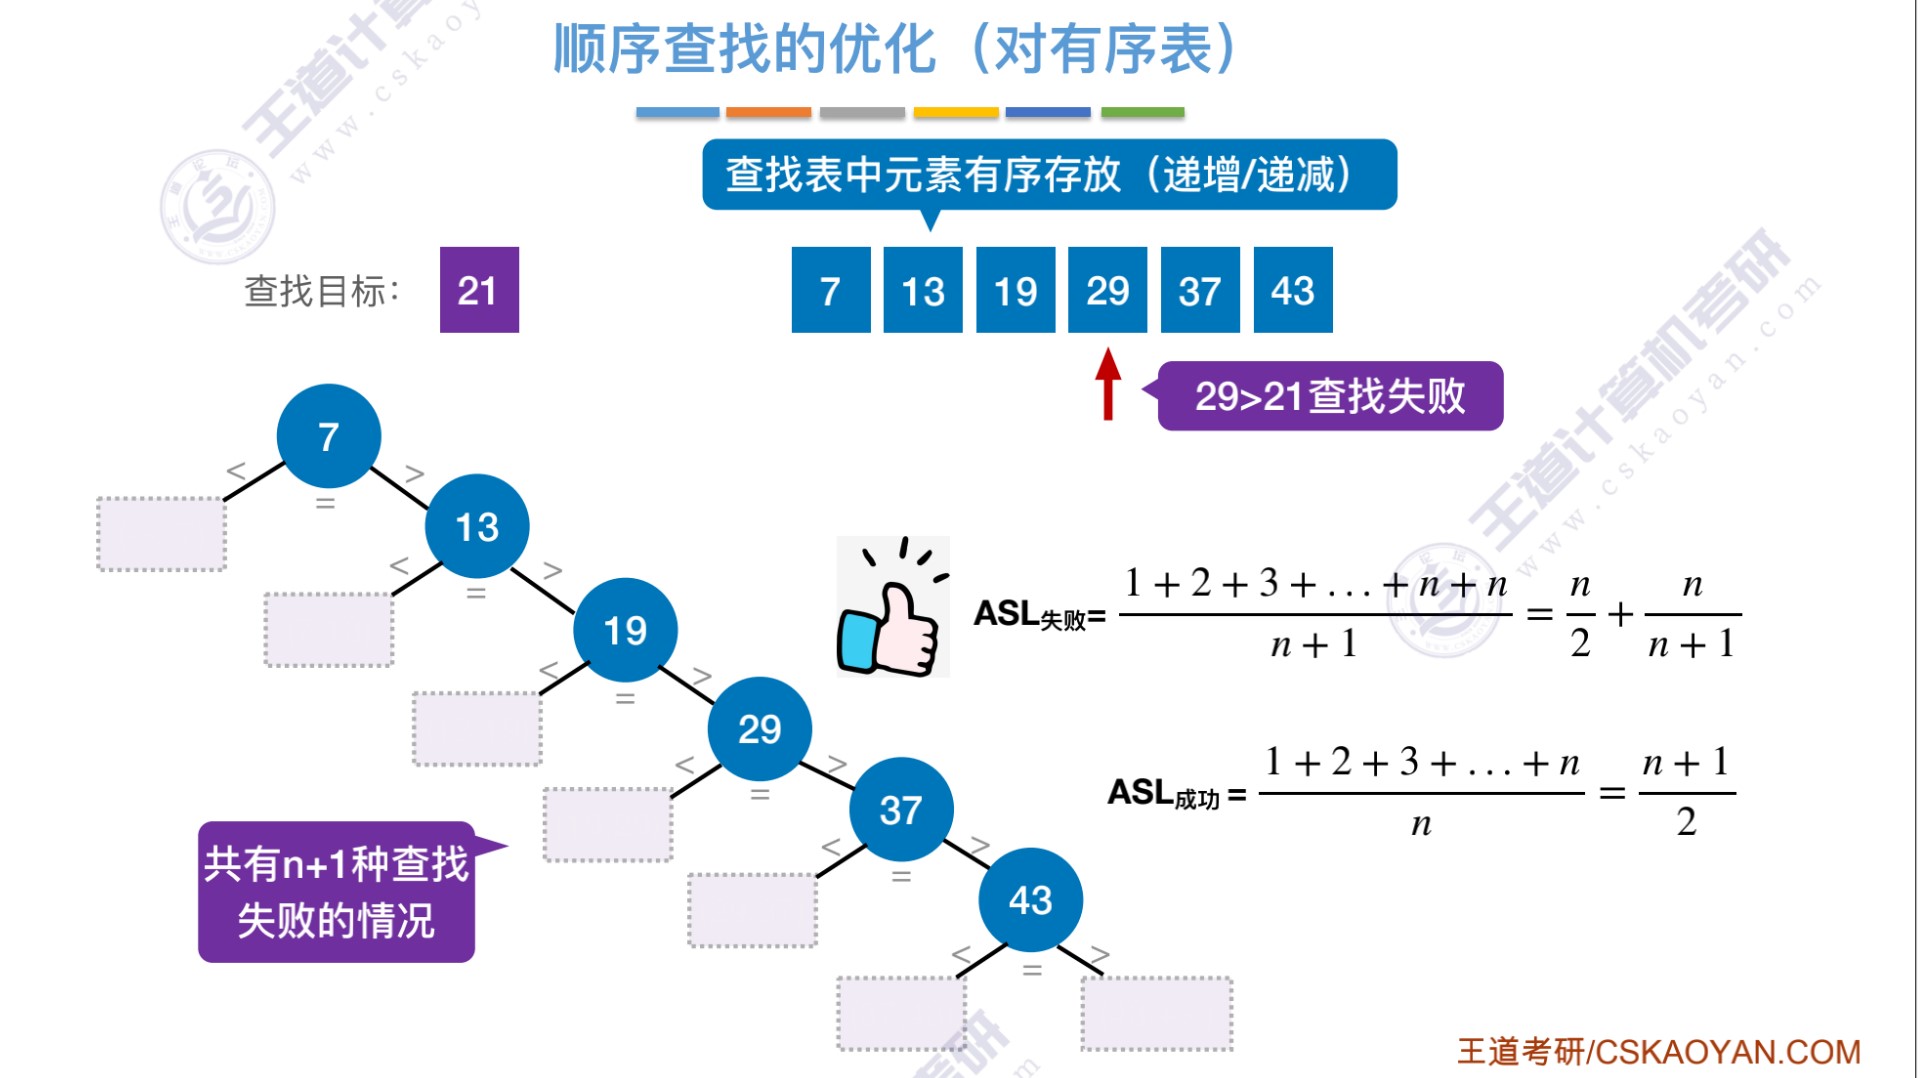 顺序查找的优化（对有序表）
查找表中元素有序存放（递增/递减）
查找目标： 21 7 13 19 29 37 43
29>21查找失败
7
< = >
13
< = >
19
< = >
29
< = >
37
< = >
43
< = >
共有n+1种查找
失败的情况
ASL失败= (1 + 2 + 3 + … + n + n)/(n + 1) = n/2 + n/(n + 1)
ASL成功 = (1 + 2 + 3 + … + n)/n = (n + 1)/2
王道考研/CSKAOYAN.COM
王道计算机考研
www.cskaoyan.com